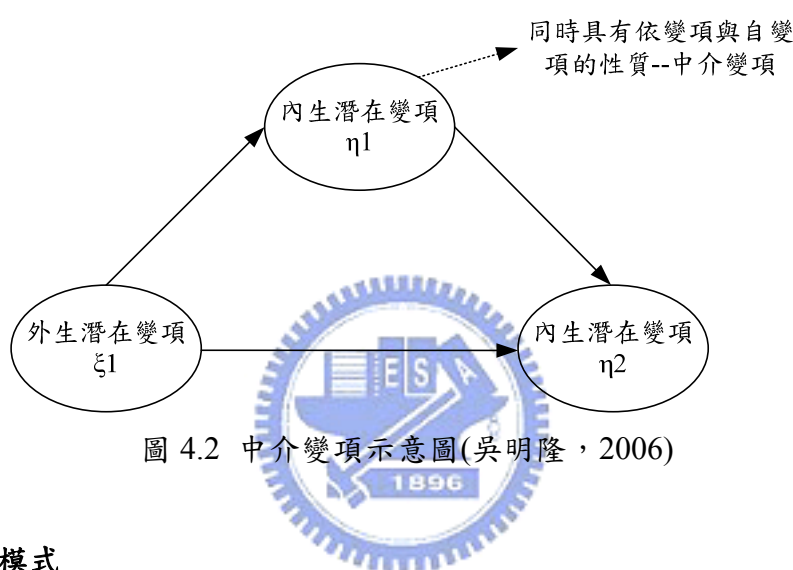 同時具有依變項與自變
項的性質--中介變項
內生潛在變項
η1
外生潛在變項
ξ1
內生潛在變項
η2
E S A
圖 4.2 中介變項示意圖(吳明隆，2006)
1896
模式